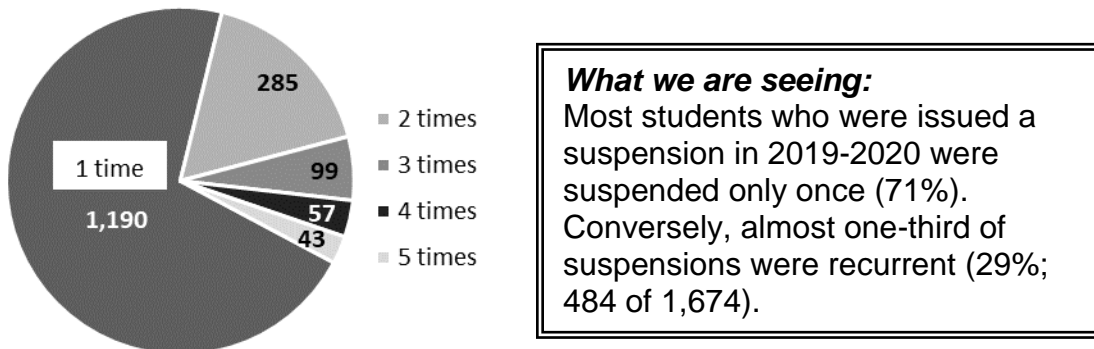 285
99
57
43
1 time
1,190
2 times
3 times
4 times
5 times
What we are seeing:
Most students who were issued a
suspension in 2019-2020 were
suspended only once (71%).
Conversely, almost one-third of
suspensions were recurrent (29%;
484 of 1,674).